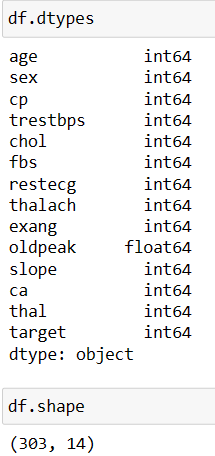 df.dtypes
age int64
sex int64
cp int64
trestbps int64
chol int64
fbs int64
restecg int64
thalach int64
exang int64
oldpeak float64
slope int64
ca int64
thal int64
target int64
dtype: object
df.shape
(303, 14)